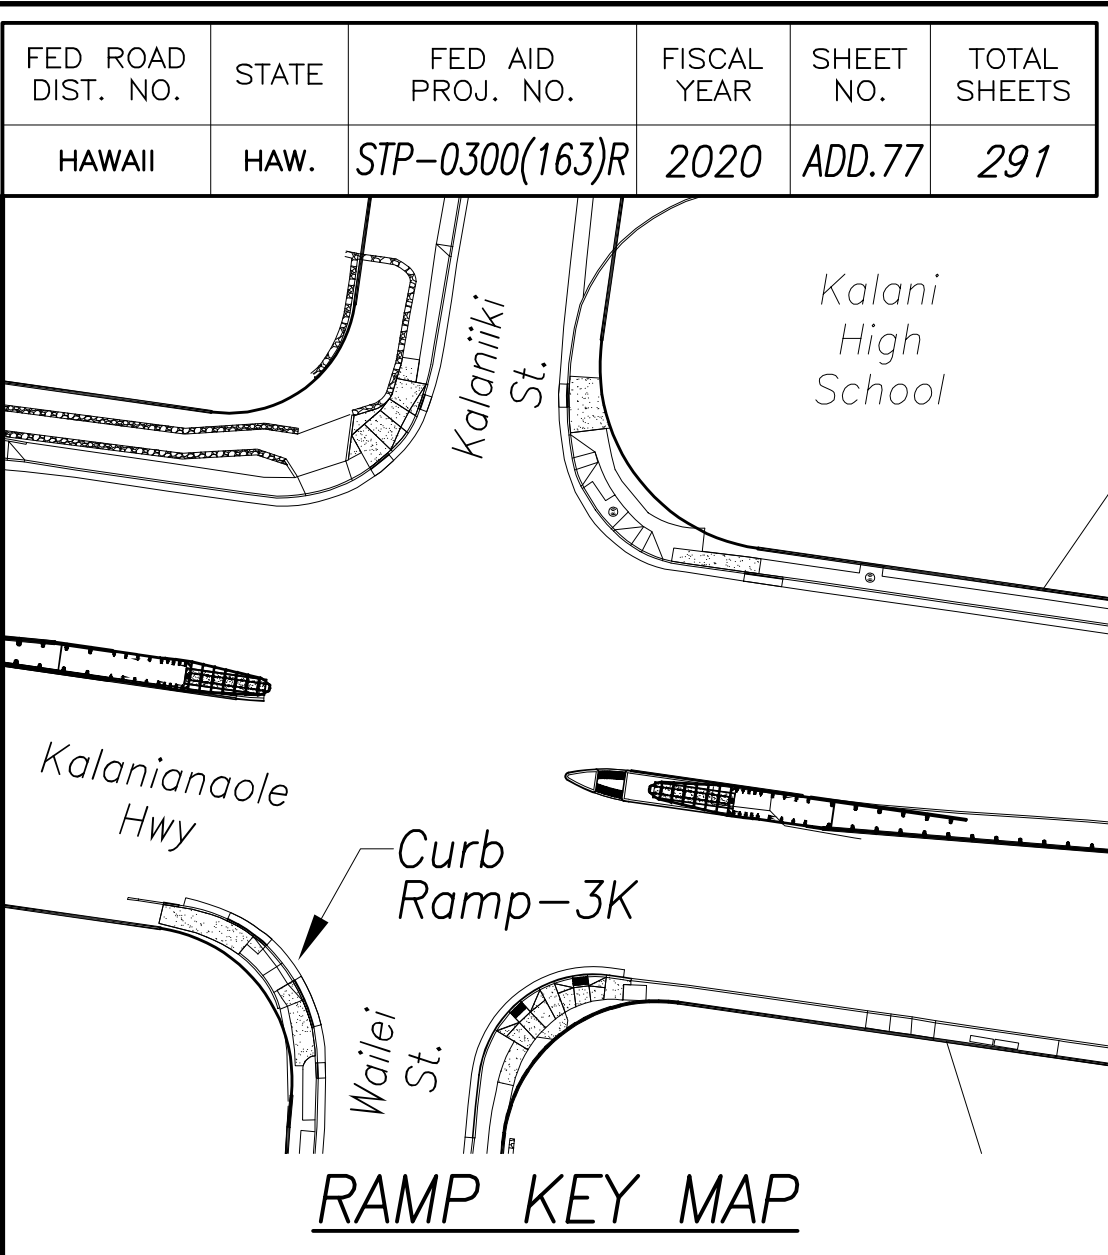 FED ROAD DIST. NO.
STATE
FED AID PROJ. NO.
FISCAL YEAR
SHEET NO.
TOTAL SHEETS
HAWAII
HAW.
STP-0300(163)R
2020
ADD.77
291
Kalaniiki
St.
Kalani
High
School
Kalanianaole
Hwy
Curb
Ramp-3K
Wailei
St.
RAMP KEY MAP